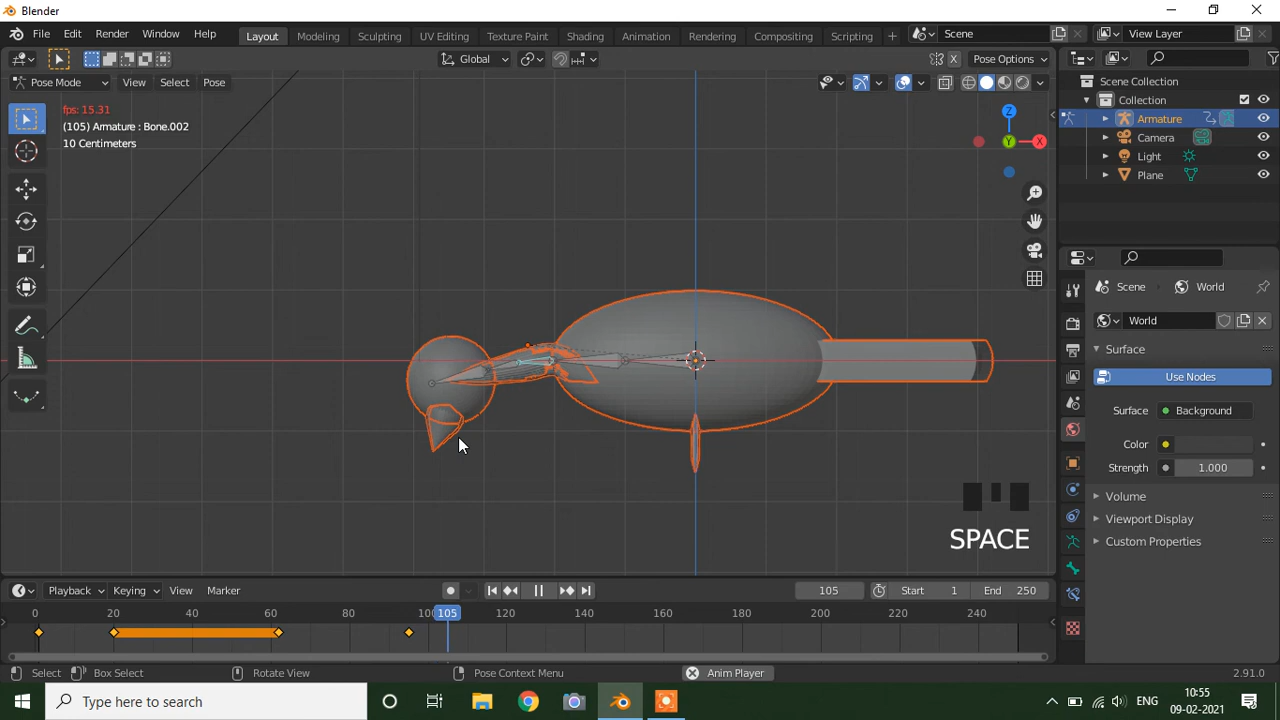 Blender
File Edit Render Window Help Layout Modeling Sculpting UV Editing Texture Paint Shading Animation Rendering Compositing Scripting Scene View Layer
Global X Pose Options
Pose Mode View Select Pose
fps: 15.31
(105) Armature : Bone.002
10 Centimeters
Z
X
Y
SPACE
Scene Collection
Collection
Armature
Camera
Light
Plane
Scene World
World
Surface
Use Nodes
Surface Background
Color
Strength 1.000
Volume
Viewport Display
Custom Properties
Playback Keying View Marker 105 Start 1 End 250
0 20 40 60 80 100 105 120 140 160 180 200 220 240
Select Box Select Rotate View Pose Context Menu Anim Player 2.91.0
Type here to search
10:55
09-02-2021